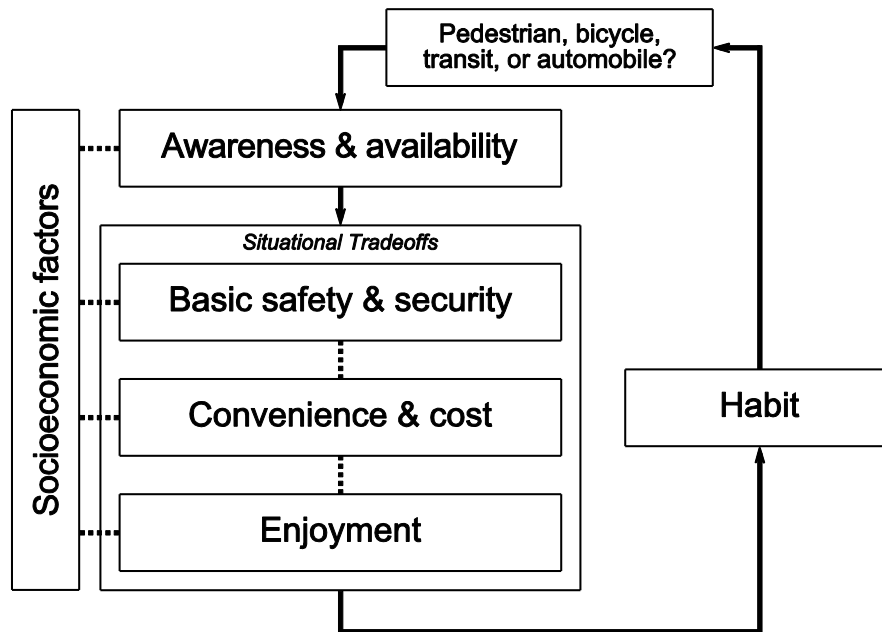 Pedestrian, bicycle,
transit, or automobile?
Awareness & availability
Socioeconomic factors
Situational Tradeoffs
Basic safety & security
Convenience & cost
Habit
Enjoyment